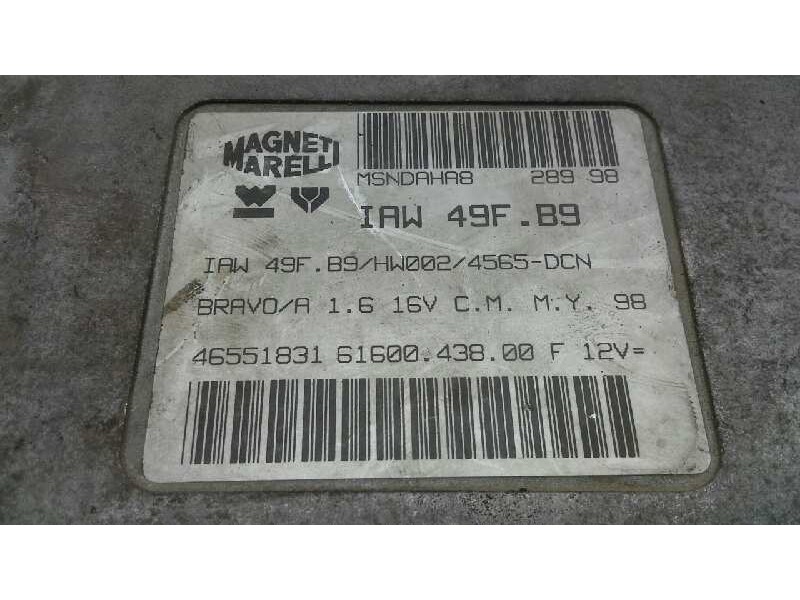 MAGNETI
MARELLI
MSNDAHA8 289 98
IAW 49F.B9
IAW 49F.B9/HW002/4565-DCN
BRAVO/A 1.6 16V C.M. M.Y. 98
46551831 61600.438.00 F 12V=